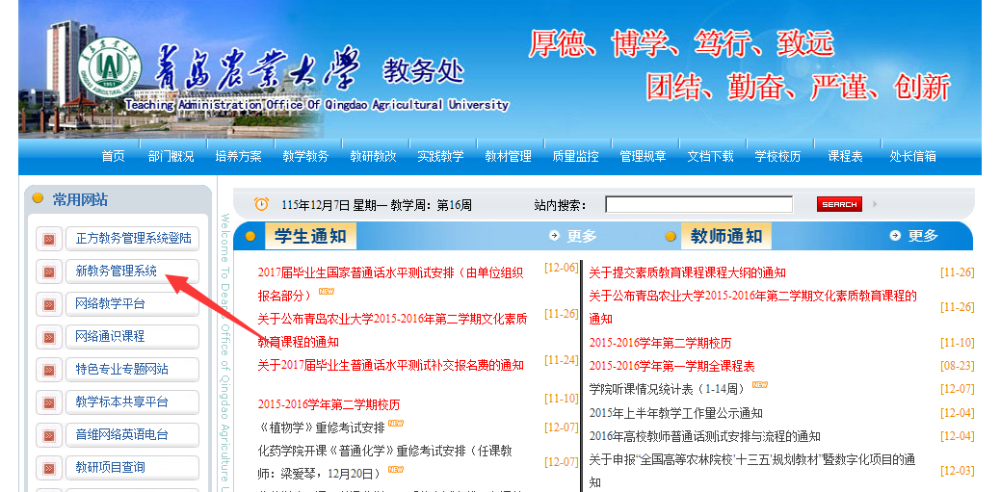 厚德、博学、笃行、致远
青岛农业大学 教务处
团结、勤奋、严谨、创新
Teaching Administration Office Of Qingdao Agricultural University
首页 部门概况 培养方案 教学教务 教研教改 实践教学 教材管理 质量监控 管理规章 文档下载 学校校历 课程表 处长信箱
常用网站
正方教务管理系统登陆
新教务管理系统
网络教学平台
网络通识课程
特色专业专题网站
教学标本共享平台
音维网络英语电台
教研项目查询
Welcome To Deans Office of Qingdao Agriculture
115年12月7日 星期一 教学周：第16周
站内搜索：
SEARCH
学生通知
更多
2017届毕业生国家普通话水平测试安排（由单位组织 [12-06]
报名部分） NEW
关于公布青岛农业大学2015-2016年第二学期文化素质 [11-26]
教育课程的通知
关于2017届毕业生普通话水平测试补交报名费的通知 [11-24]
2015-2016学年第二学期校历 [11-10]
《植物学》重修考试安排 NEW [12-07]
化药学院开课《普通化学》重修考试安排（任课教 [12-07]
师：梁爱琴，12月20日） NEW
教师通知
更多
关于提交素质教育课程课程大纲的通知 [11-26]
关于公布青岛农业大学2015-2016年第二学期文化素质教育课程的 [11-26]
通知
2015-2016学年第二学期校历 [11-10]
2015-2016学年第一学期全课程表 [08-23]
学院听课情况统计表（1-14周） NEW [12-07]
2015年上半年教学工作量公示通知 [12-04]
2016年高校教师普通话测试安排与流程的通知 [12-04]
关于申报“全国高等农林院校‘十三五’规划教材”暨数字化项目的通 [12-03]
知